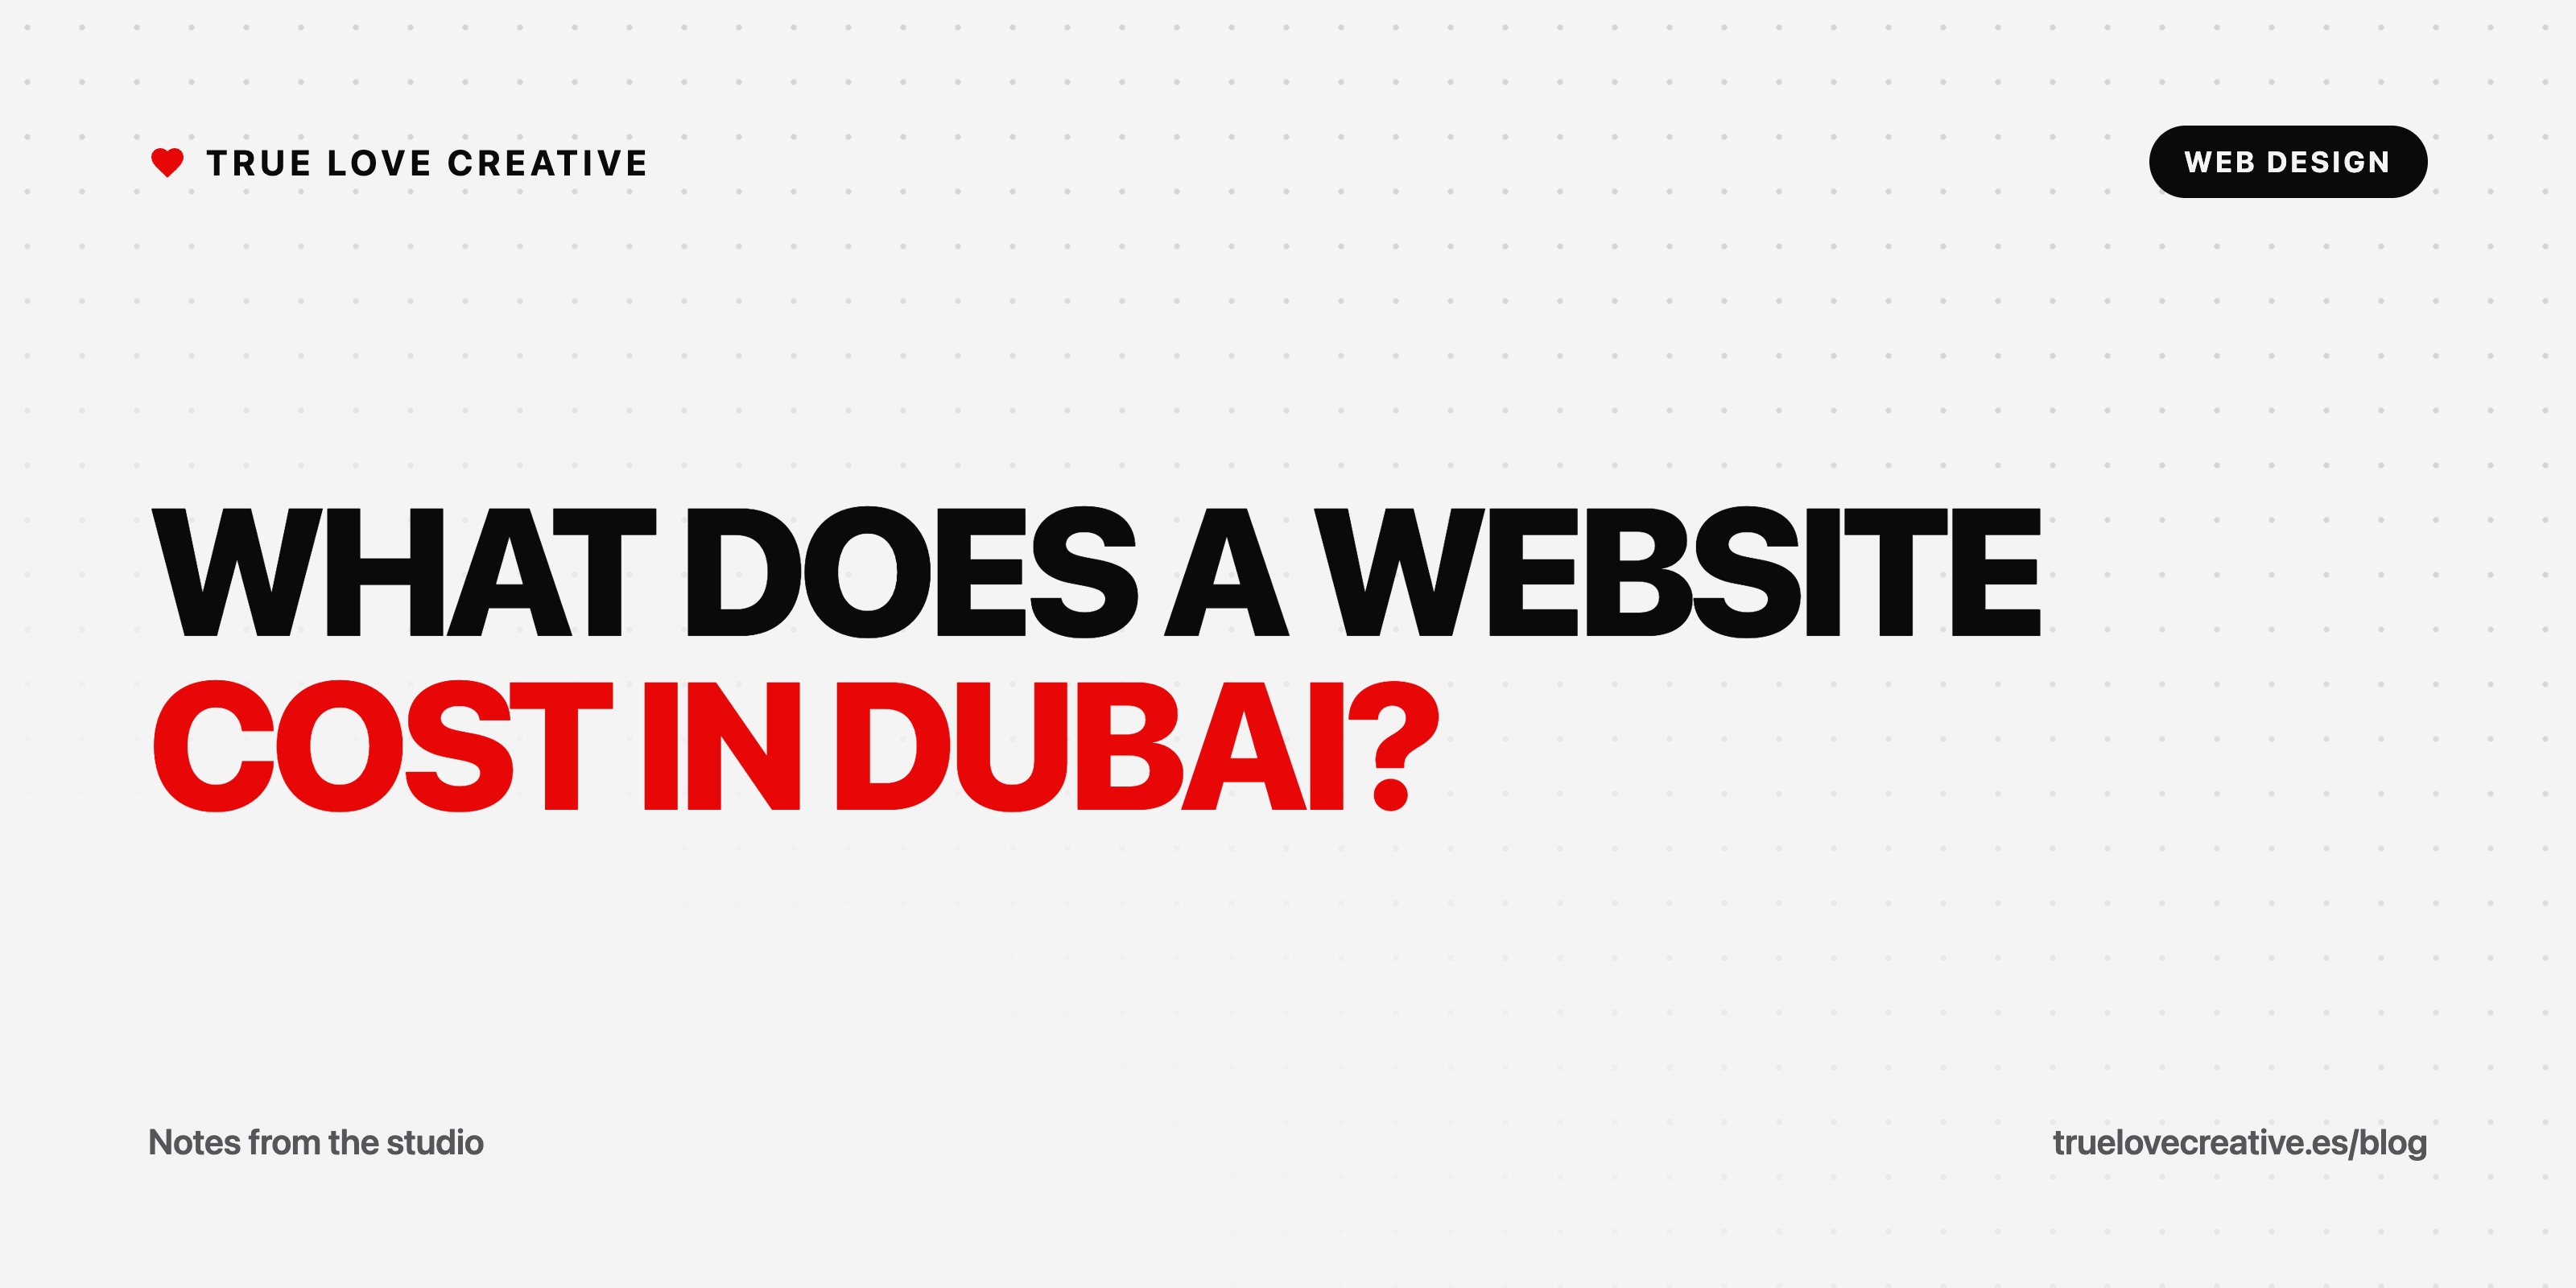 TRUE LOVE CREATIVE
WEB DESIGN
WHAT DOES A WEBSITE
COST IN DUBAI?
Notes from the studio
truelovecreative.es/blog